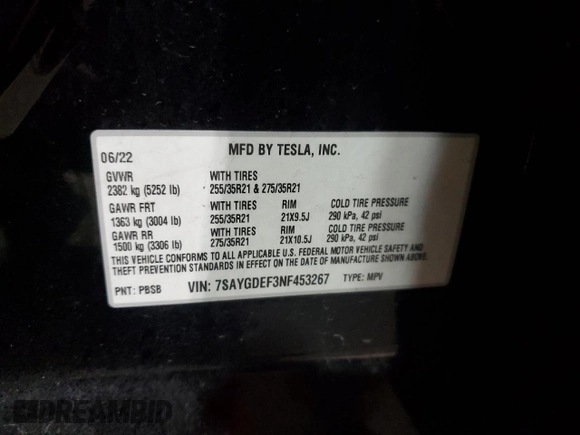 06/22 MFD BY TESLA, INC.
GVWR WITH TIRES
2382 kg (5252 lb) 255/35R21 & 275/35R21
GAWR FRT WITH TIRES RIM COLD TIRE PRESSURE
1363 kg (3004 lb) 255/35R21 21X9.5J 290 kPa, 42 psi
GAWR RR WITH TIRES RIM COLD TIRE PRESSURE
1500 kg (3306 lb) 275/35R21 21X10.5J 290 kPa, 42 psi
THIS VEHICLE CONFORMS TO ALL APPLICABLE U.S. FEDERAL MOTOR VEHICLE SAFETY AND
THEFT PREVENTION STANDARDS IN EFFECT ON THE DATE OF MANUFACTURE SHOWN ABOVE.
PNT: PBSB VIN: 7SAYGDEF3NF453267 TYPE: MPV
DREAMBID